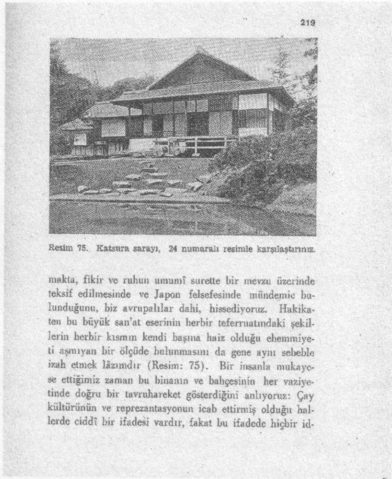 219
Resim 75. Katsura sarayı, 24 numaralı resimle karşılaştırınız.
makta, fikir ve ruhun umumî surette bir mevzu üzerinde
teksif edilmesinde ve Japon felsefesinde mündemic bu-
lunduğunu, biz avrupalılar dahi, hissediyoruz. Hakika-
ten bu büyük san'at eserinin herbir teferruatındaki şekil-
lerin herbir kısmın kendi başına haiz olduğu ehemmiye-
ti aşmıyan bir ölçüde bulunmasını da gene aynı sebeble
izah etmek lâzımdır (Resim: 75). Bir insanla mukaye-
se ettiğimiz zaman bu binanın ve bahçesinin her vaziye-
tinde doğru bir tavruhareket gösterdiğini anlıyoruz: Çay
kültürünün ve reprezantasyonun icab ettirmiş olduğu hal-
lerde ciddî bir ifadesi vardır, fakat bu ifadede hiçbir id-